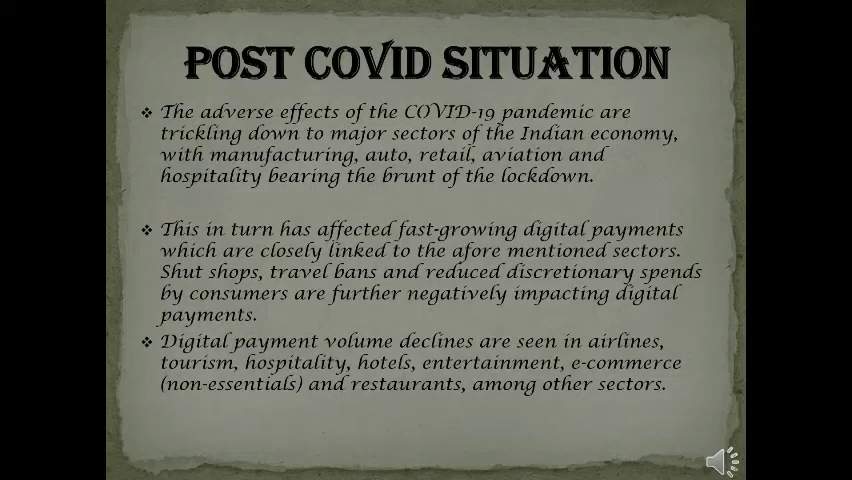 POST COVID SITUATION
❖ The adverse effects of the COVID-19 pandemic are
trickling down to major sectors of the Indian economy,
with manufacturing, auto, retail, aviation and
hospitality bearing the brunt of the lockdown.
❖ This in turn has affected fast-growing digital payments
which are closely linked to the afore mentioned sectors.
Shut shops, travel bans and reduced discretionary spends
by consumers are further negatively impacting digital
payments.
❖ Digital payment volume declines are seen in airlines,
tourism, hospitality, hotels, entertainment, e-commerce
(non-essentials) and restaurants, among other sectors.